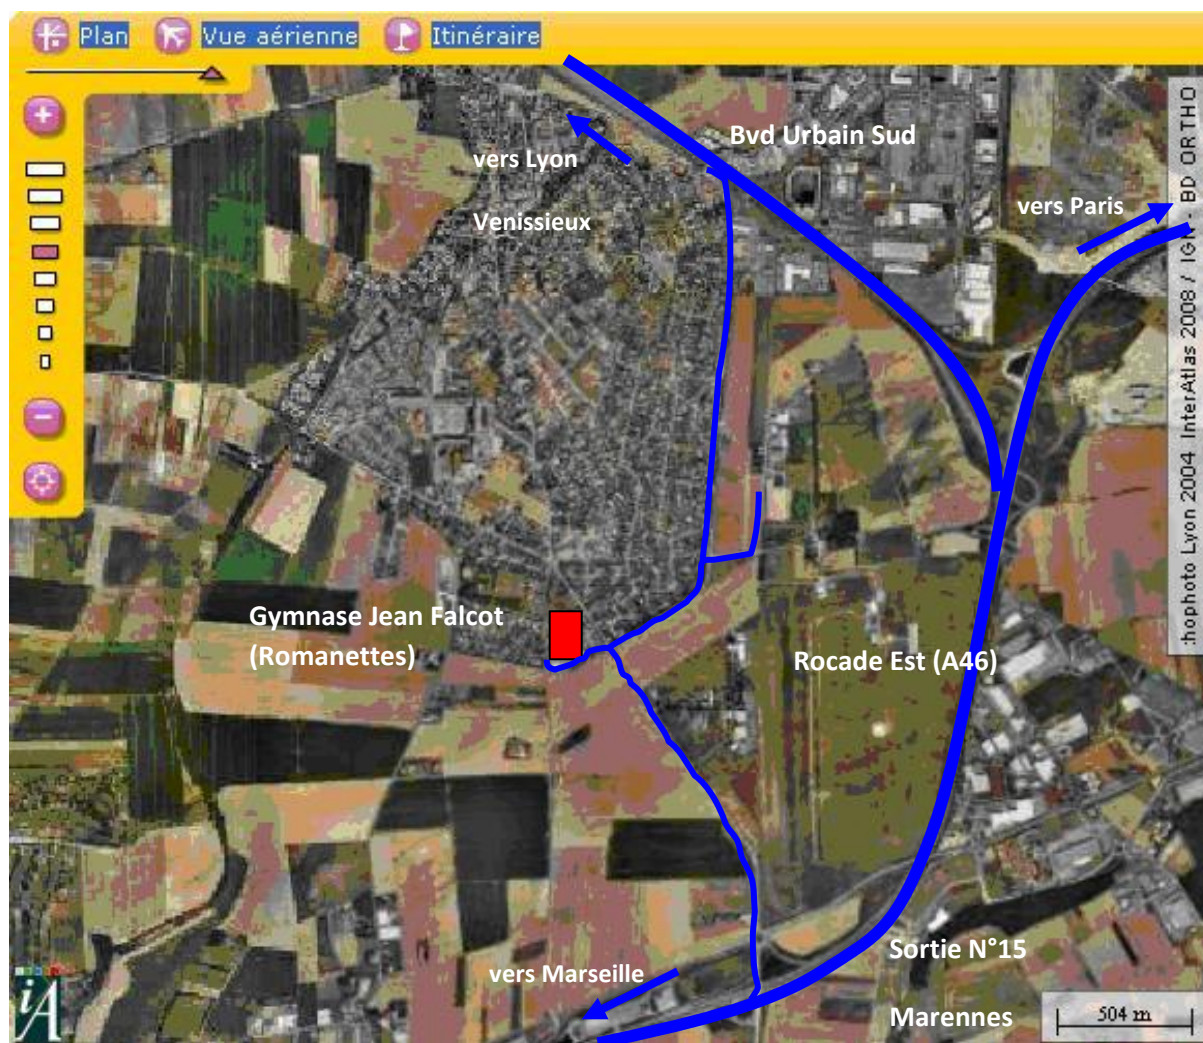 Plan
Vue aérienne
Itinéraire
Bvd Urbain Sud
vers Lyon
Venissieux
vers Paris
:hophoto Lyon 2004 InterAtlas 2008 / IGN - BD ORTHO
Gymnase Jean Falcot
(Romanettes)
Rocade Est (A46)
Sortie N°15
vers Marseille
Marennes
504 m
iA